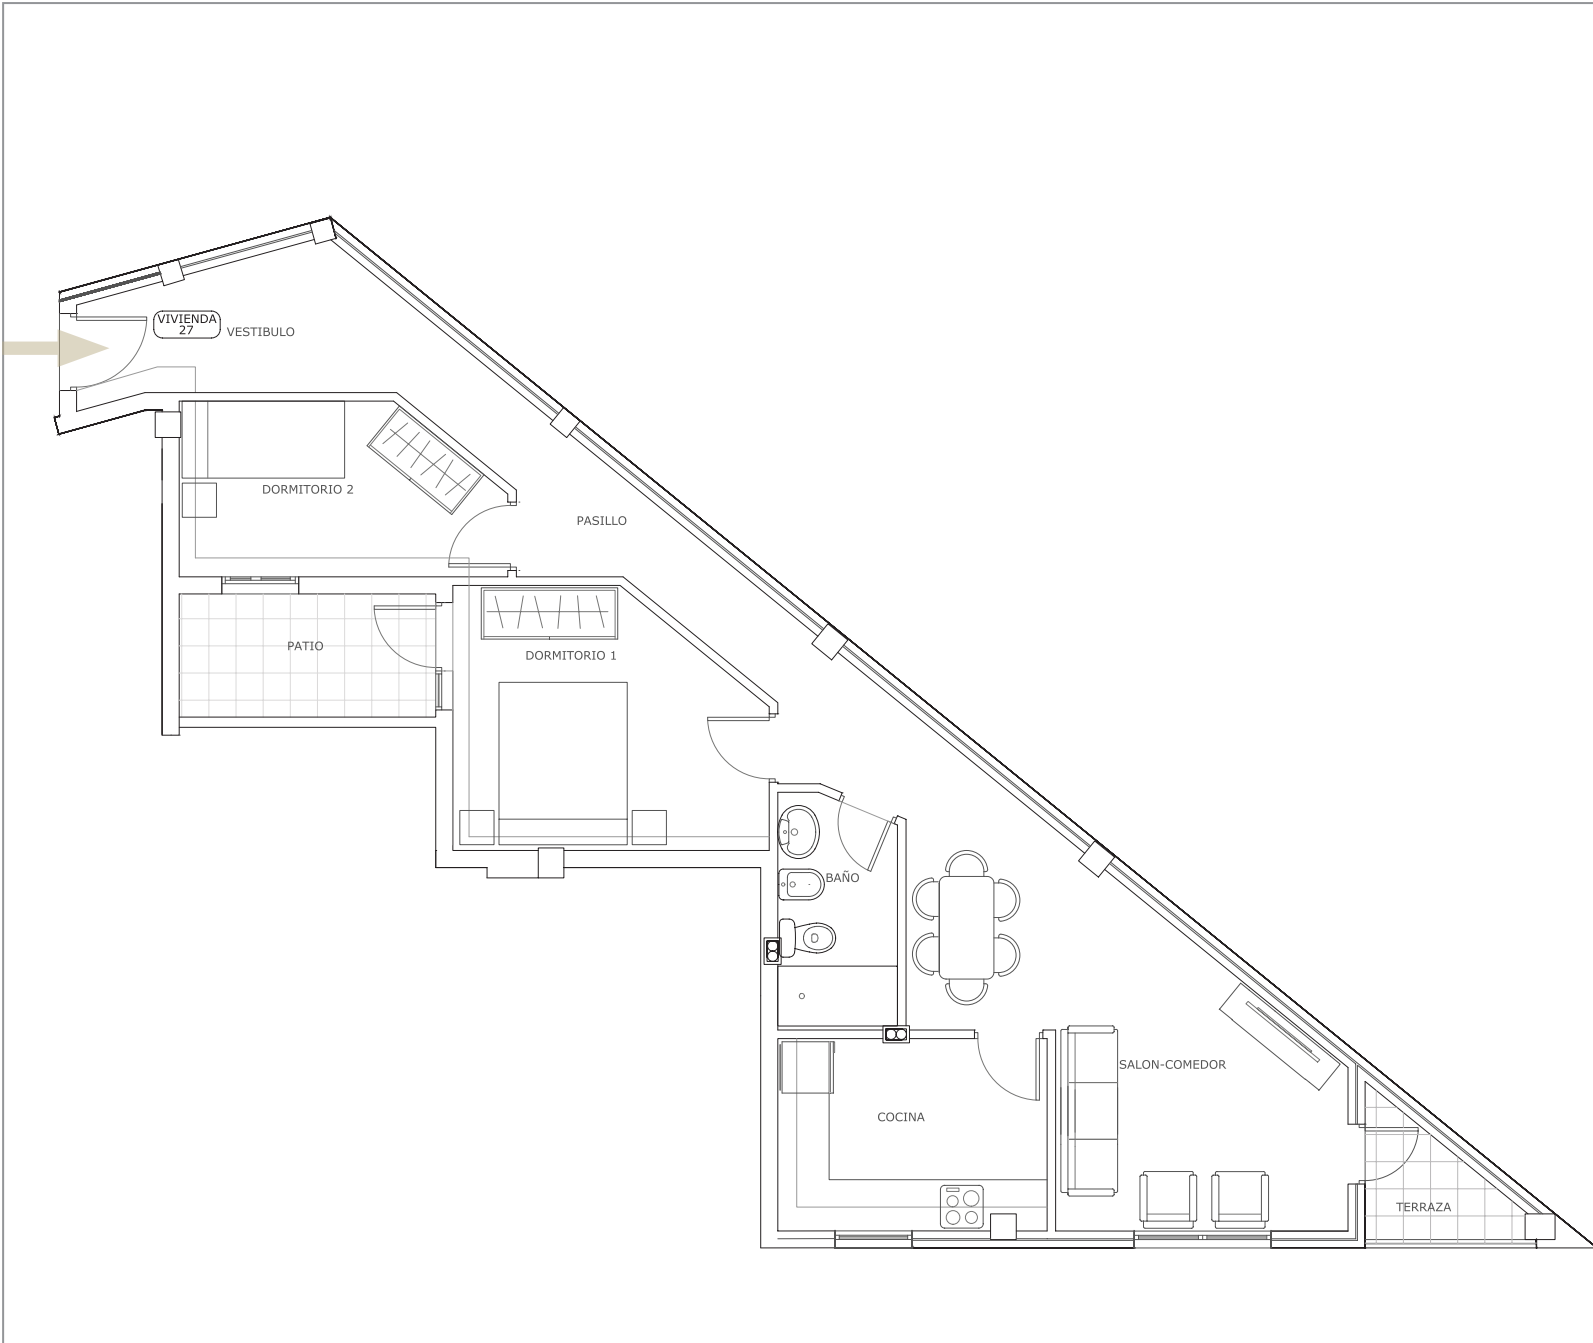 VIVIENDA
27
VESTIBULO
DORMITORIO 2
PASILLO
PATIO
DORMITORIO 1
BAÑO
SALON-COMEDOR
COCINA
TERRAZA